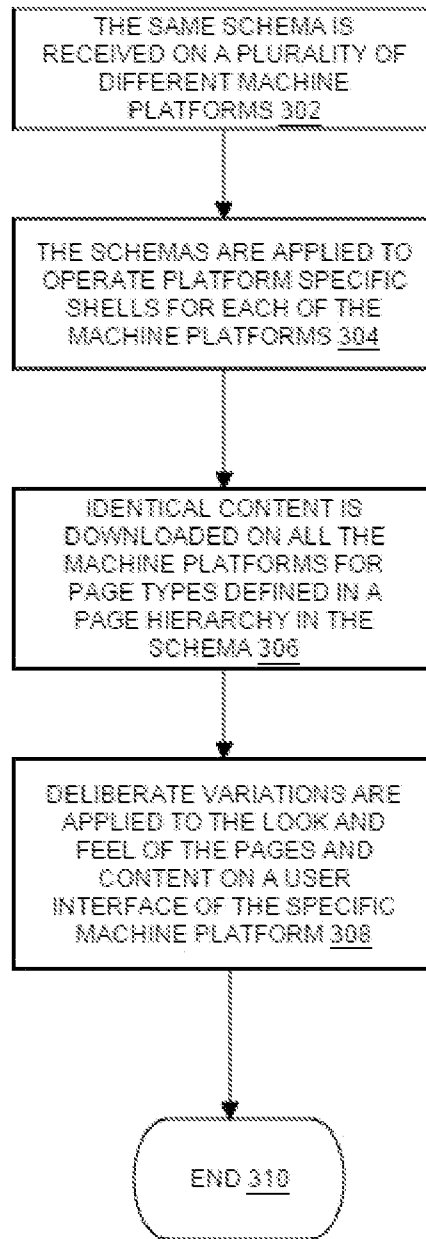 THE SAME SCHEMA IS
RECEIVED ON A PLURALITY OF
DIFFERENT MACHINE
PLATFORMS 302
THE SCHEMAS ARE APPLIED TO
OPERATE PLATFORM SPECIFIC
SHELLS FOR EACH OF THE
MACHINE PLATFORMS 304
IDENTICAL CONTENT IS
DOWNLOADED ON ALL THE
MACHINE PLATFORMS FOR
PAGE TYPES DEFINED IN A
PAGE HIERARCHY IN THE
SCHEMA 306
DELIBERATE VARIATIONS ARE
APPLIED TO THE LOOK AND
FEEL OF THE PAGES AND
CONTENT ON A USER
INTERFACE OF THE SPECIFIC
MACHINE PLATFORM 308
END 310